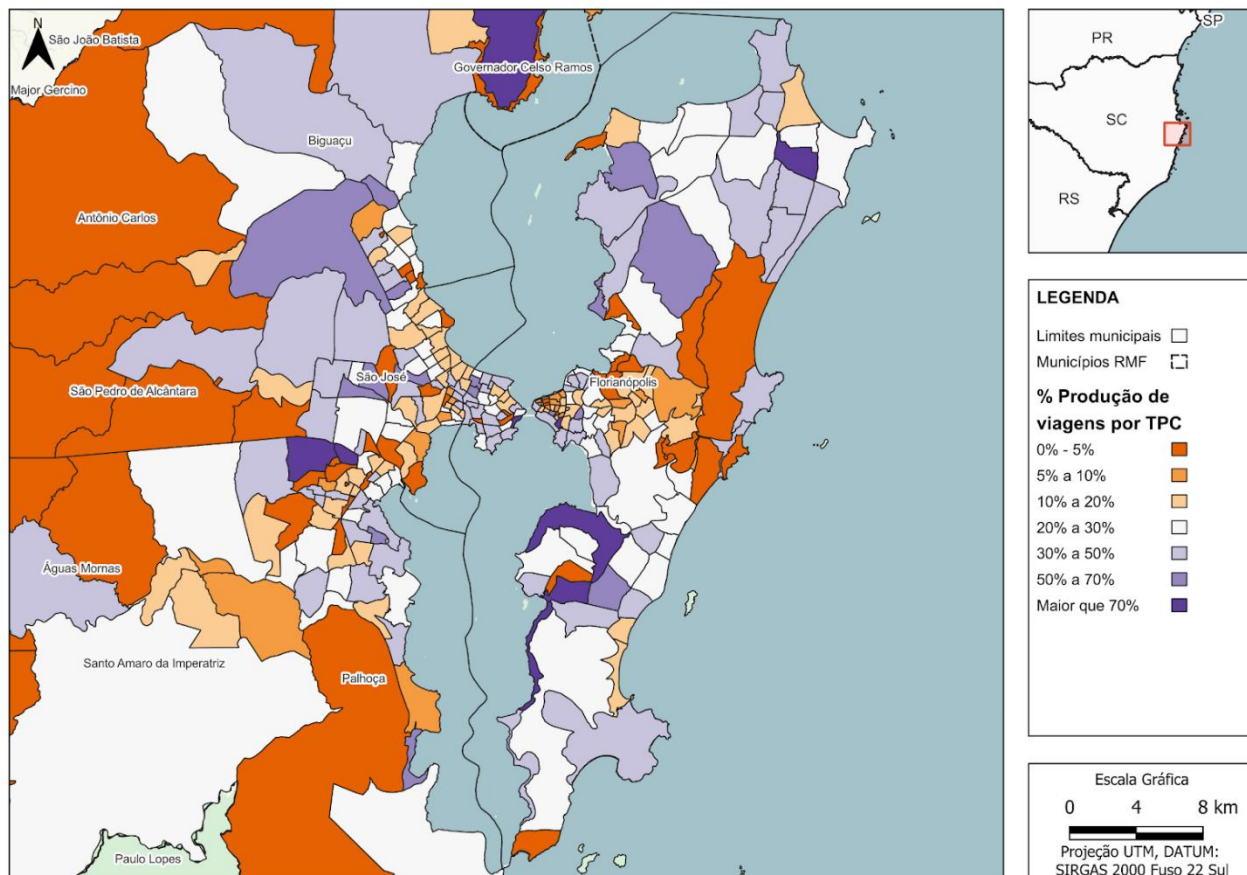 N
São João Batista
Major Gercino
Governador Celso Ramos
Biguaçu
Antônio Carlos
São José
São Pedro de Alcântara
Florianópolis
Águas Mornas
Santo Amaro da Imperatriz
Palhoça
Paulo Lopes
SP
PR
SC
RS
LEGENDA
Limites municipais
Municípios RMF
% Produção de
viagens por TPC
0% - 5%
5% a 10%
10% a 20%
20% a 30%
30% a 50%
50% a 70%
Maior que 70%
Escala Gráfica
0 4 8 km
Projeção UTM, DATUM:
SIRGAS 2000 Fuso 22 Sul